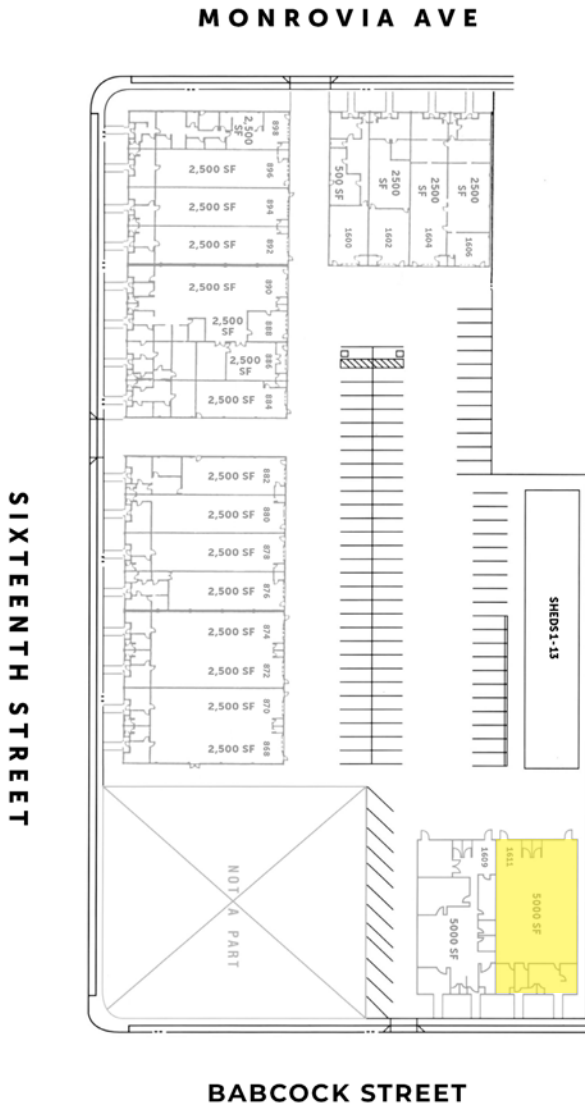 MONROVIA AVE
2,500
SF
898
2,500 SF
896
2,500 SF
894
2,500 SF
892
2,500 SF
890
2,500
SF
888
2,500
SF
886
2,500 SF
884
500 SF
1600
2500
SF
1602
2500
SF
1604
2500
SF
1606
2,500 SF
882
2,500 SF
880
2,500 SF
878
2,500 SF
876
2,500 SF
874
2,500 SF
872
2,500 SF
870
2,500 SF
868
SIXTEENTH STREET
SHEDS 1-13
NOT A PART
1609
5000 SF
1611
5000 SF
BABCOCK STREET